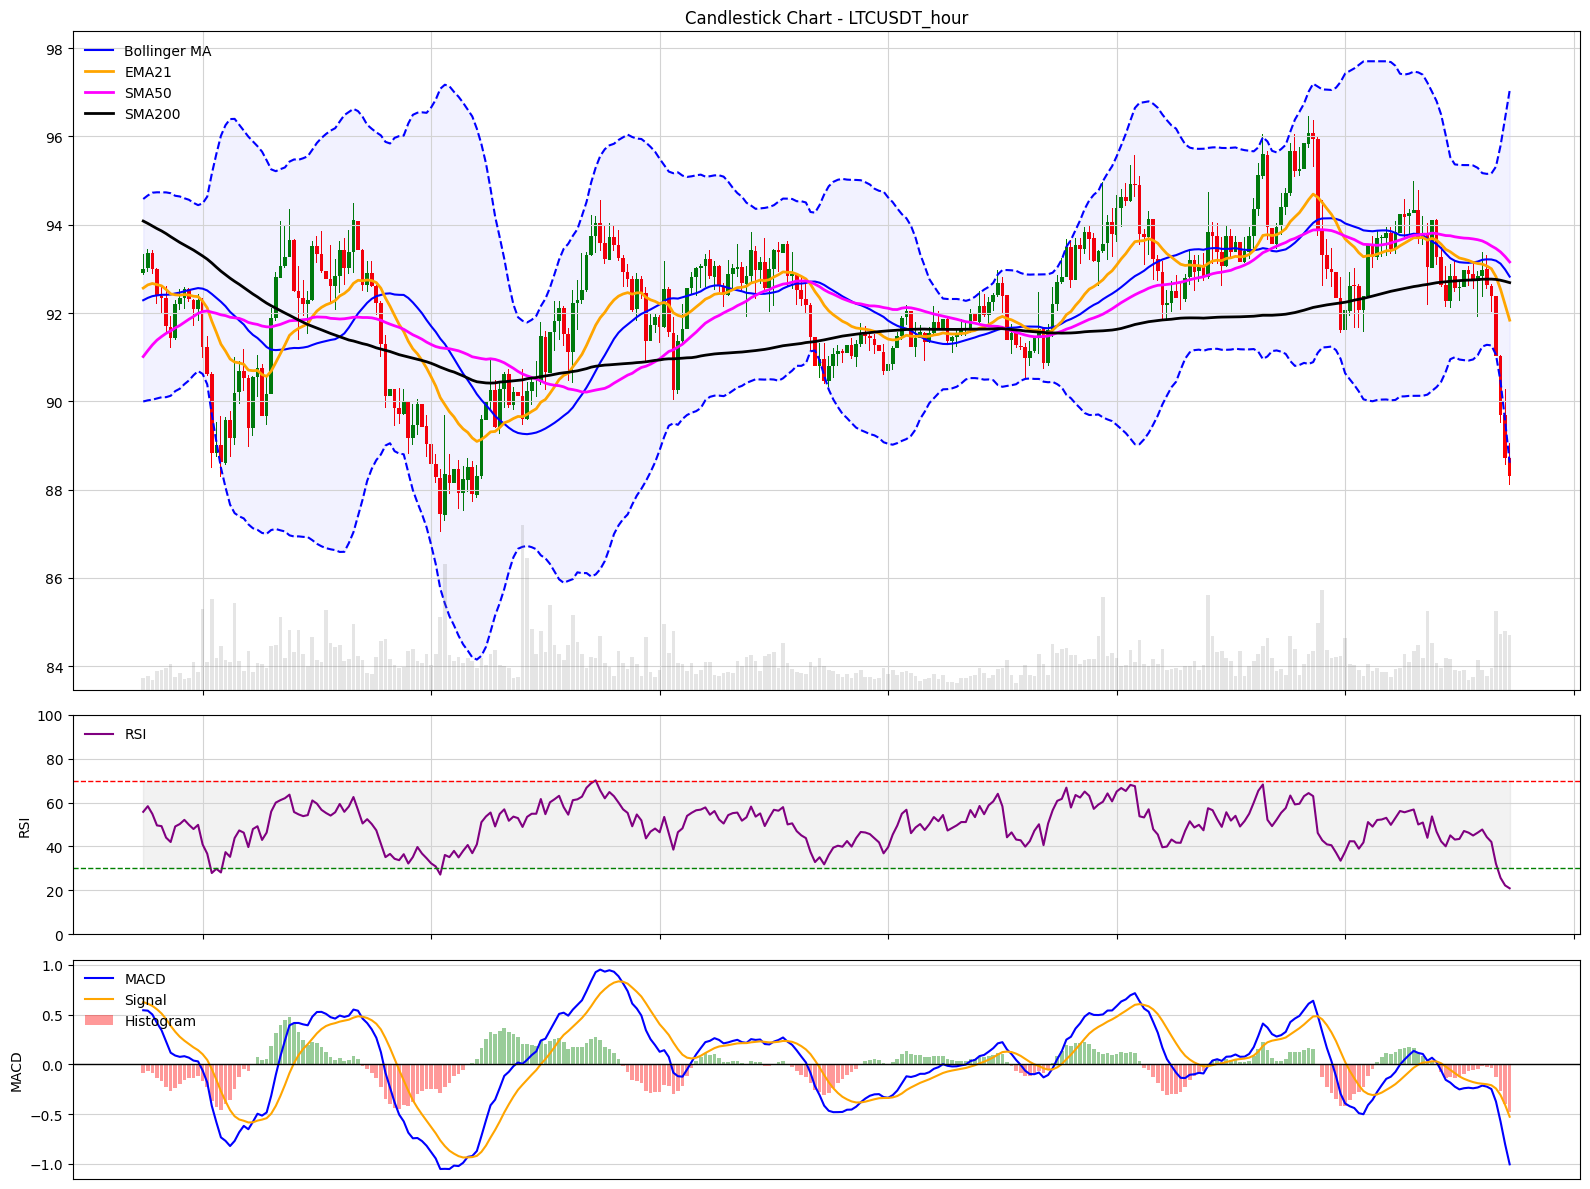 Candlestick Chart - LTCUSDT_hour
98
96
94
92
90
88
86
84
Bollinger MA
EMA21
SMA50
SMA200
100
80
60
40
20
0
RSI
RSI
1.0
0.5
0.0
−0.5
−1.0
MACD
MACD
Signal
Histogram